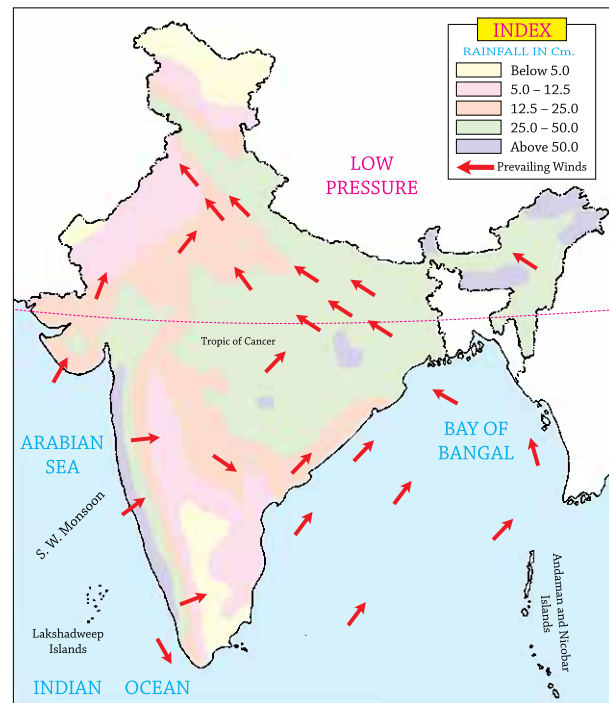 INDEX
RAINFALL IN Cm.
Below 5.0
5.0 – 12.5
12.5 – 25.0
25.0 – 50.0
Above 50.0
Prevailing Winds
LOW
PRESSURE
Tropic of Cancer
ARABIAN
SEA
BAY OF
BANGAL
S. W. Monsoon
Lakshadweep
Islands
Andaman and Nicobar
Islands
INDIAN OCEAN